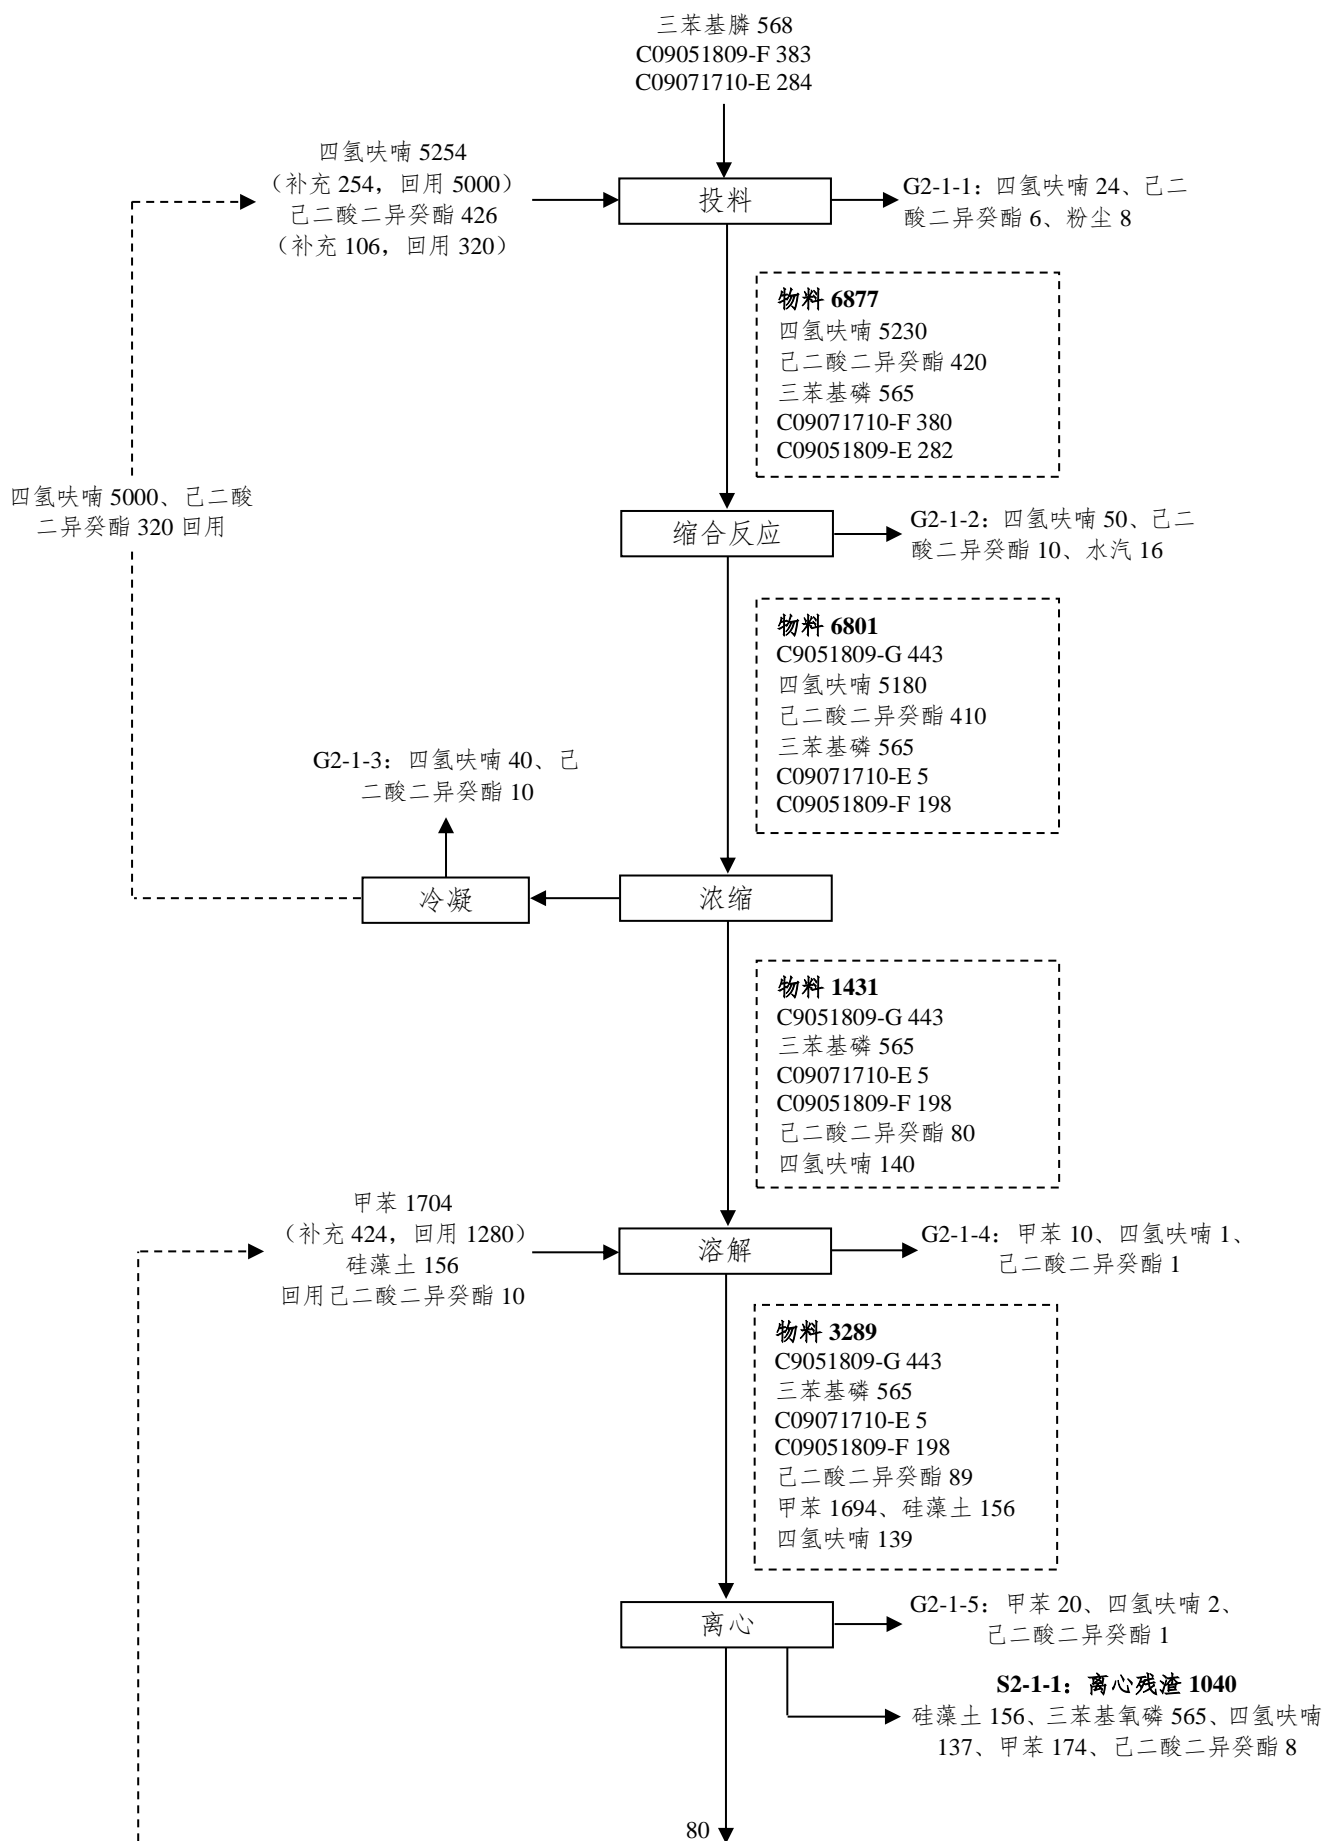 三苯基膦 568
C09051809-F 383
C09071710-E 284
四氢呋喃 5254
（补充 254，回用 5000）
己二酸二异癸酯 426
（补充 106，回用 320）
投料
G2-1-1：四氢呋喃 24、己二
酸二异癸酯 6、粉尘 8
物料 6877
四氢呋喃 5230
己二酸二异癸酯 420
三苯基磷 565
C09071710-F 380
C09051809-E 282
四氢呋喃 5000、己二酸
二异癸酯 320 回用
缩合反应
G2-1-2：四氢呋喃 50、己二
酸二异癸酯 10、水汽 16
物料 6801
C9051809-G 443
四氢呋喃 5180
己二酸二异癸酯 410
三苯基磷 565
C09071710-E 5
C09051809-F 198
G2-1-3：四氢呋喃 40、己
二酸二异癸酯 10
冷凝
浓缩
物料 1431
C9051809-G 443
三苯基磷 565
C09071710-E 5
C09051809-F 198
己二酸二异癸酯 80
四氢呋喃 140
甲苯 1704
（补充 424，回用 1280）
硅藻土 156
回用己二酸二异癸酯 10
溶解
G2-1-4：甲苯 10、四氢呋喃 1、
己二酸二异癸酯 1
物料 3289
C9051809-G 443
三苯基磷 565
C09071710-E 5
C09051809-F 198
己二酸二异癸酯 89
甲苯 1694、硅藻土 156
四氢呋喃 139
离心
G2-1-5：甲苯 20、四氢呋喃 2、
己二酸二异癸酯 1
S2-1-1：离心残渣 1040
硅藻土 156、三苯基氧磷 565、四氢呋喃
137、甲苯 174、己二酸二异癸酯 8
80